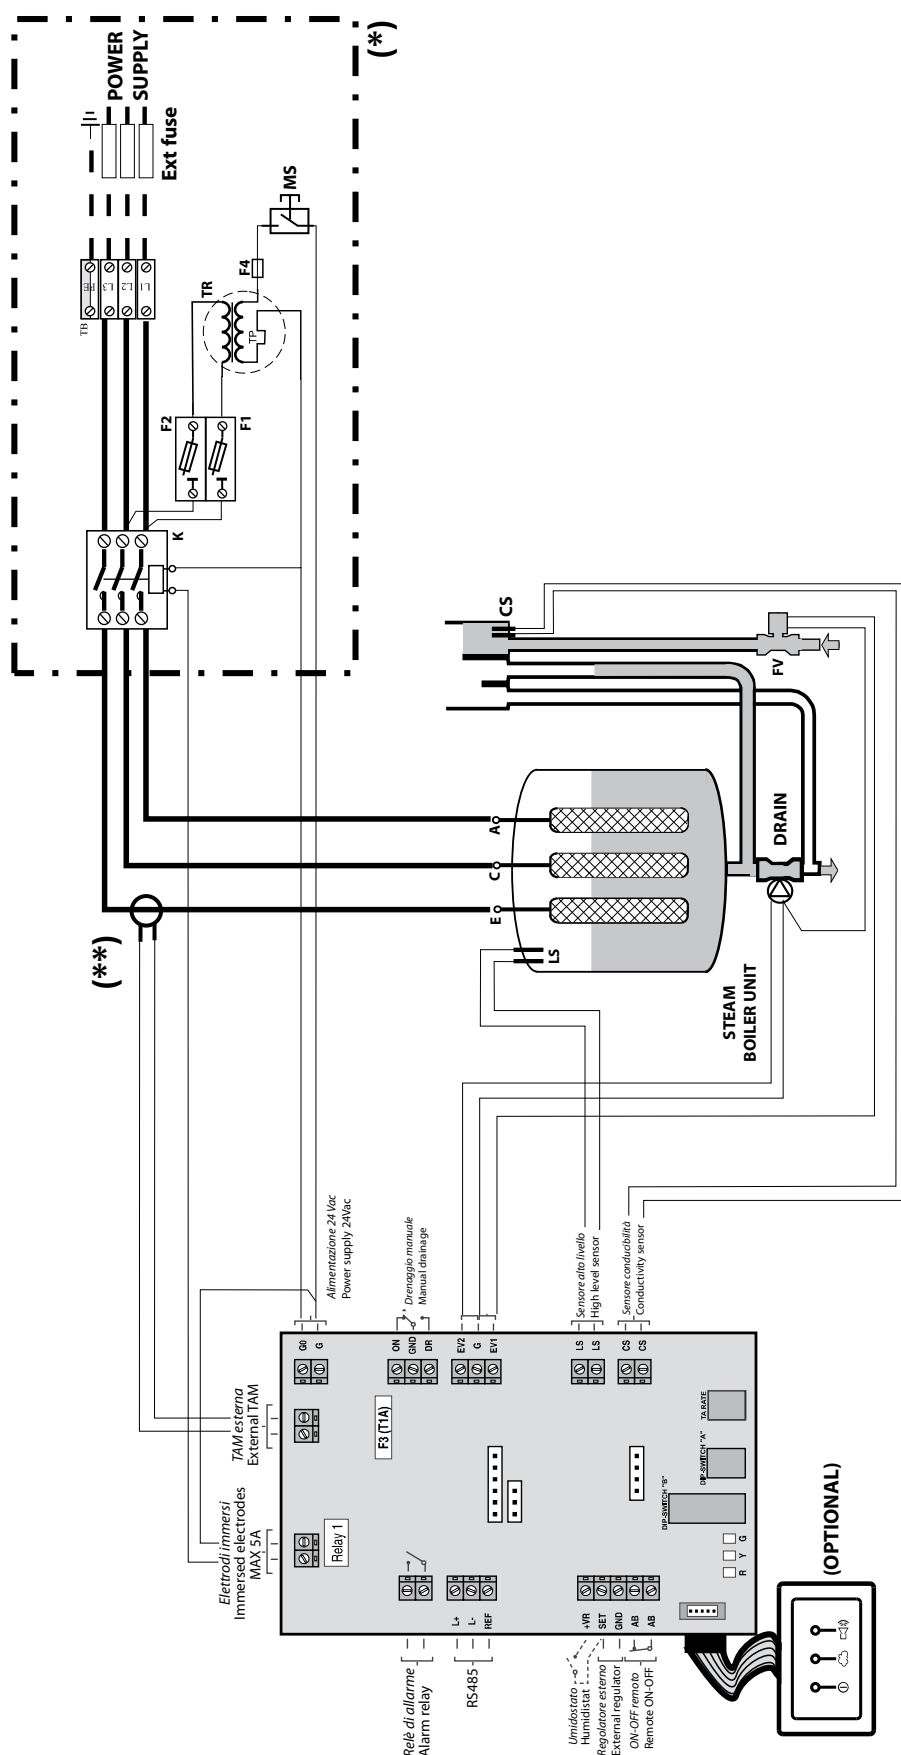 (*)
POWER
SUPPLY
Ext fuse
MS
F4
TR
TP
PE
L3
L2
L1
TB
F2
F1
K
CS
FV
DRAIN
A
C
E
LS
(**)
STEAM
BOILER UNIT
Alimentazione 24 Vac
Power supply 24Vac
Drenaggio manuale
Manual drainage
Sensore alto livello
High level sensor
Sensore conducibilità
Conductivity sensor
G0
G
ON
GND
DR
EV2
G
EV1
LS
LS
CS
CS
TAM esterna
External TAM
F3 (T1A)
TA RATE
DIP-SWITCH "A"
DIP-SWITCH "B"
Elettrodi immersi
Immersed electrodes
MAX 5A
Relay 1
R
Y
G
L+
L-
REF
+VR
SET
GND
AB
AB
Relè di allarme
Alarm relay
RS485
Umidostato
Humidistat
Regolatore esterno
External regulator
ON-OFF remoto
Remote ON-OFF
(OPTIONAL)